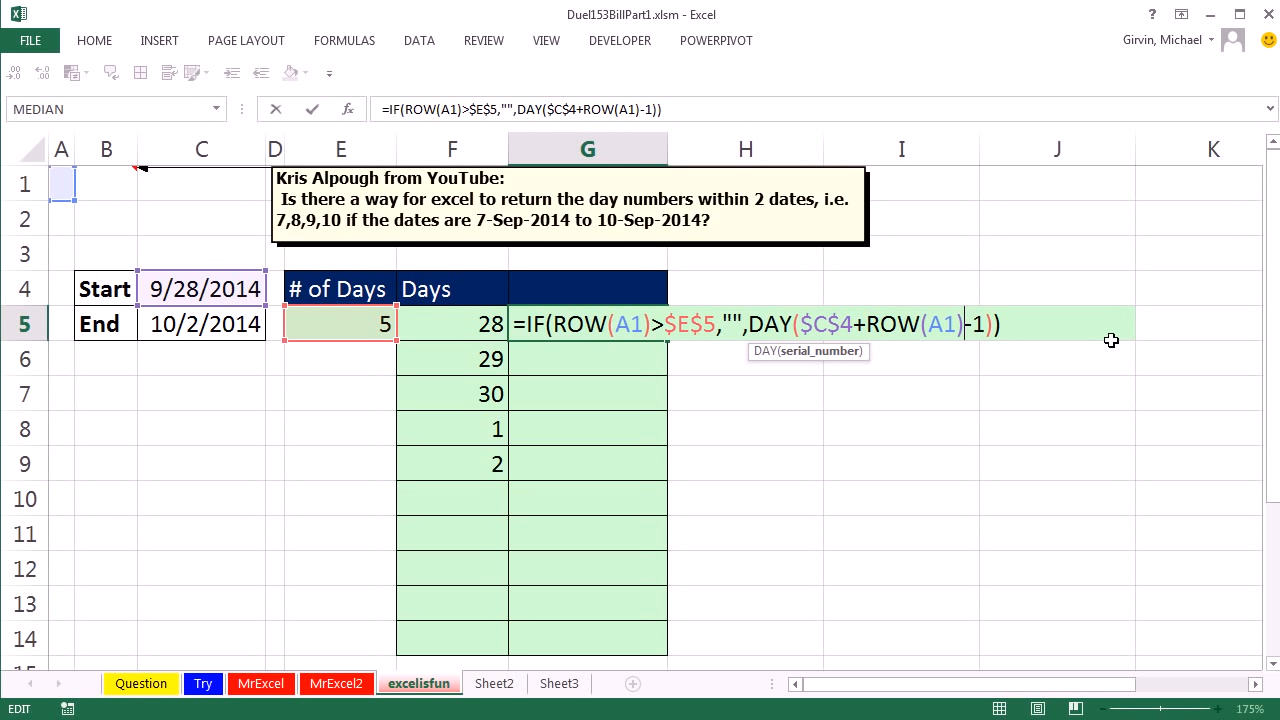 Duel153BillPart1.xlsm - Excel
FILE HOME INSERT PAGE LAYOUT FORMULAS DATA REVIEW VIEW DEVELOPER POWERPIVOT Girvin, Michael
MEDIAN =IF(ROW(A1)>$E$5,"",DAY($C$4+ROW(A1)-1))
A B C D E F G H I J K
1 Kris Alpough from YouTube:
Is there a way for excel to return the day numbers within 2 dates, i.e.
2 7,8,9,10 if the dates are 7-Sep-2014 to 10-Sep-2014?
3
4 Start 9/28/2014 # of Days Days
5 End 10/2/2014 5 28 =IF(ROW(A1)>$E$5,"",DAY($C$4+ROW(A1)-1))
DAY(serial_number)
6 29
7 30
8 1
9 2
10
11
12
13
14
Question Try MrExcel MrExcel2 excelisfun Sheet2 Sheet3
EDIT 175%